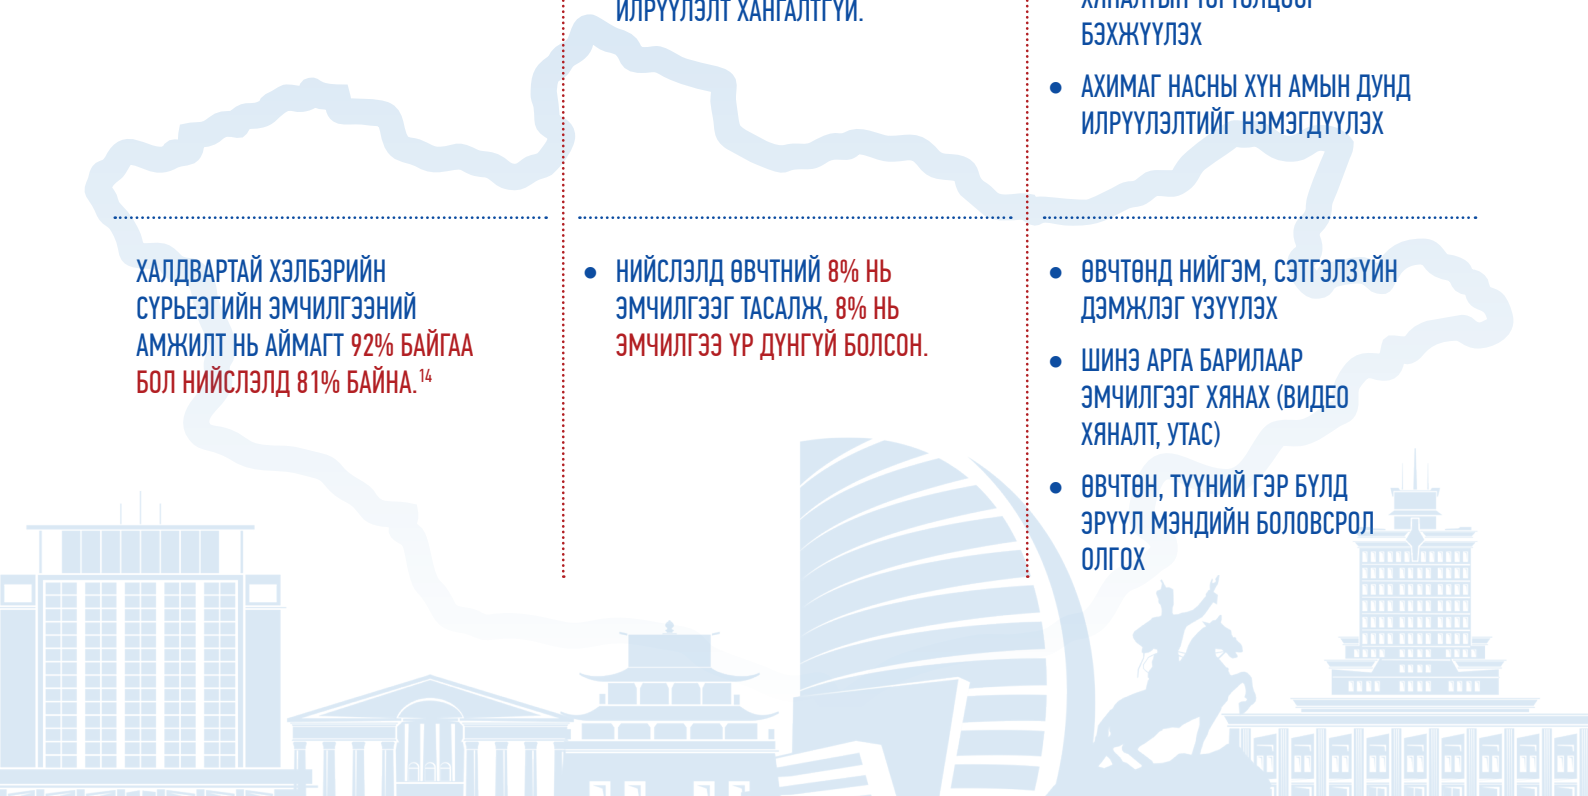 ИЛРҮҮЛЭЛТ ХАНГАЛТГҮЙ.
БЭХЖҮҮЛЭХ
● АХИМАГ НАСНЫ ХҮН АМЫН ДУНД
ИЛРҮҮЛЭЛТИЙГ НЭМЭГДҮҮЛЭХ
ХАЛДВАРТАЙ ХЭЛБЭРИЙН
СҮРЬЕЭГИЙН ЭМЧИЛГЭЭНИЙ
АМЖИЛТ НЬ АЙМАГТ 92% БАЙГАА
БОЛ НИЙСЛЭЛД 81% БАЙНА.14
● НИЙСЛЭЛД ӨВЧТНИЙ 8% НЬ
ЭМЧИЛГЭЭГ ТАСАЛЖ, 8% НЬ
ЭМЧИЛГЭЭ ҮР ДҮНГҮЙ БОЛСОН.
● ӨВЧТӨНД НИЙГЭМ, СЭТГЭЛЗҮЙН
ДЭМЖЛЭГ ҮЗҮҮЛЭХ
● ШИНЭ АРГА БАРИЛААР
ЭМЧИЛГЭЭГ ХЯНАХ (ВИДЕО
ХЯНАЛТ, УТАС)
● ӨВЧТӨН, ТҮҮНИЙ ГЭР БҮЛД
ЭРҮҮЛ МЭНДИЙН БОЛОВСРОЛ
ОЛГОХ